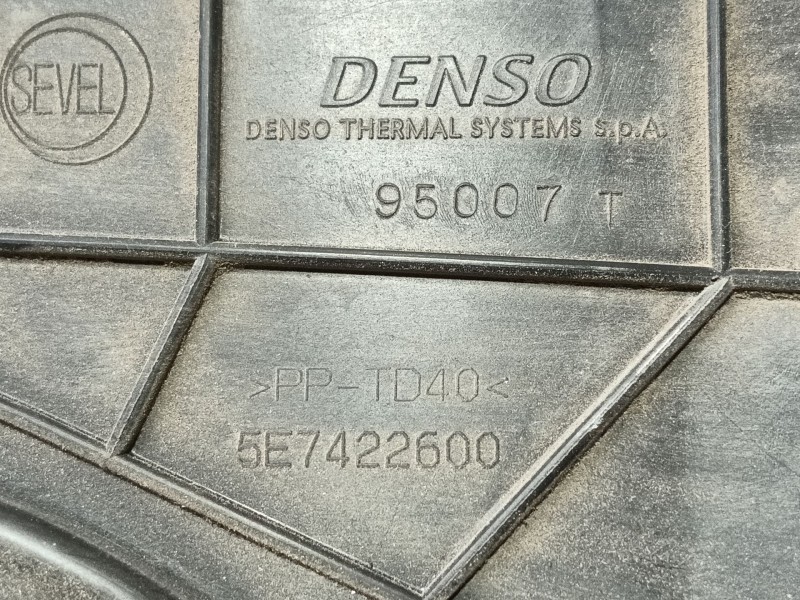 SEVEL
DENSO
DENSO THERMAL SYSTEMS S.p.A.
95007 T
>PP-TD40<
5E7422600